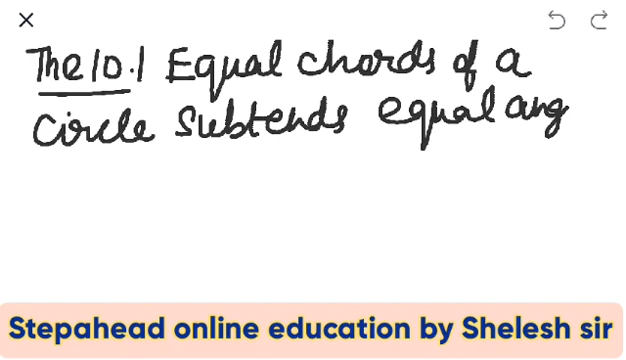 The 10.1 Equal chords of a
Circle Subtends equal ang
Stepahead online education by Shelesh sir